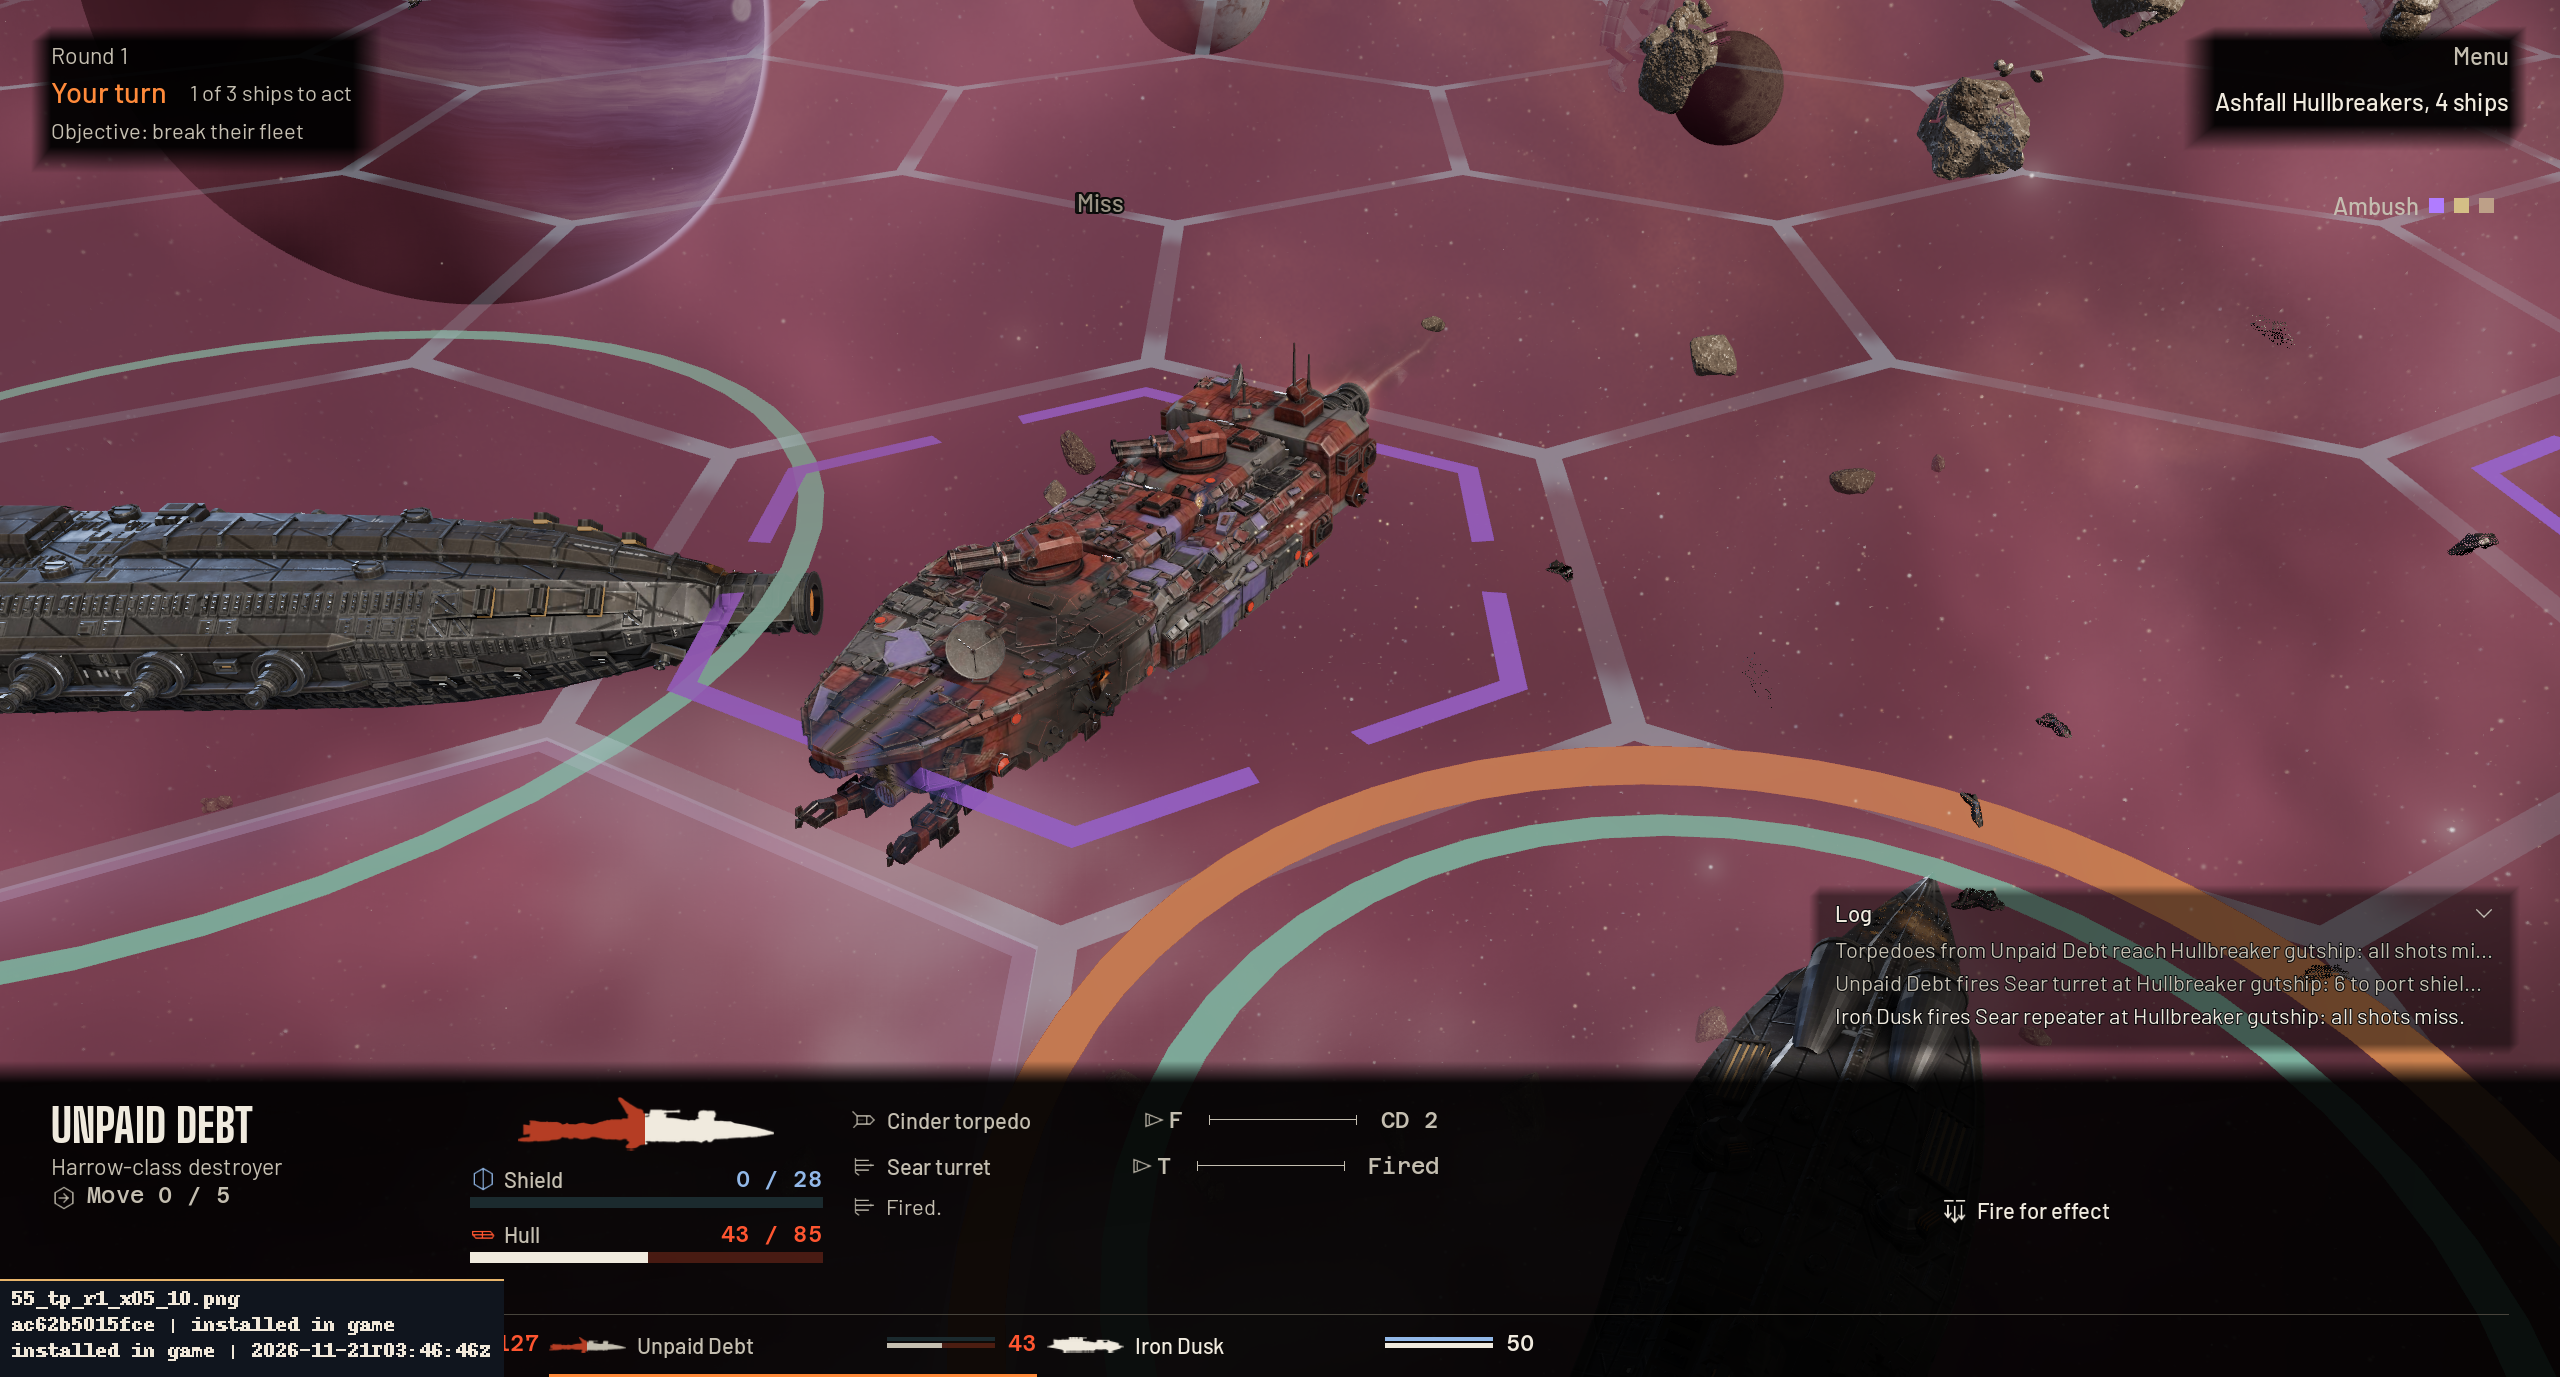 Round 1
Your turn 1 of 3 ships to act
Objective: break their fleet
Menu
Ashfall Hullbreakers, 4 ships
Ambush
Miss
Log
Torpedoes from Unpaid Debt reach Hullbreaker gutship: all shots mi...
Unpaid Debt fires Sear turret at Hullbreaker gutship: 6 to port shiel...
Iron Dusk fires Sear repeater at Hullbreaker gutship: all shots miss.
UNPAID DEBT
Harrow-class destroyer
Move 0 / 5
Shield 0 / 28
Hull 43 / 85
Cinder torpedo F CD 2
Sear turret T Fired
Fired.
Fire for effect
55_tp_r1_x05_10.png
ac62b5015fce | installed in game
installed in game | 2026-11-21T03:46:46Z
127 Unpaid Debt 43 Iron Dusk 50